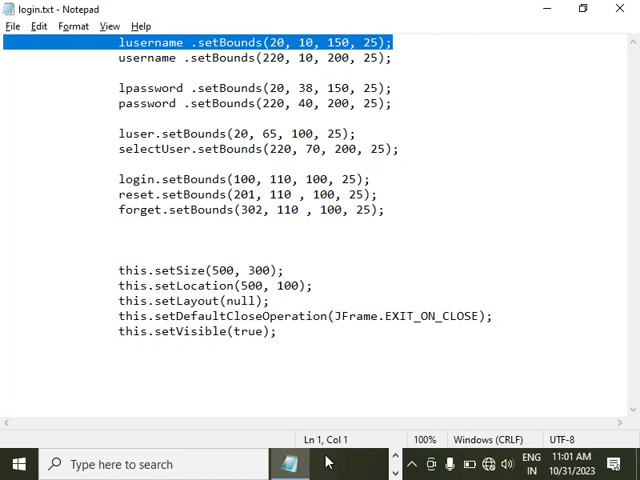 login.txt - Notepad
File Edit Format View Help
lusername .setBounds(20, 10, 150, 25);
username .setBounds(220, 10, 200, 25);
lpassword .setBounds(20, 38, 150, 25);
password .setBounds(220, 40, 200, 25);
luser.setBounds(20, 65, 100, 25);
selectUser.setBounds(220, 70, 200, 25);
login.setBounds(100, 110, 100, 25);
reset.setBounds(201, 110 , 100, 25);
forget.setBounds(302, 110 , 100, 25);
this.setSize(500, 300);
this.setLocation(500, 100);
this.setLayout(null);
this.setDefaultCloseOperation(JFrame.EXIT_ON_CLOSE);
this.setVisible(true);
Ln 1, Col 1 100% Windows (CRLF) UTF-8
Type here to search
ENG
IN
11:01 AM
10/31/2023